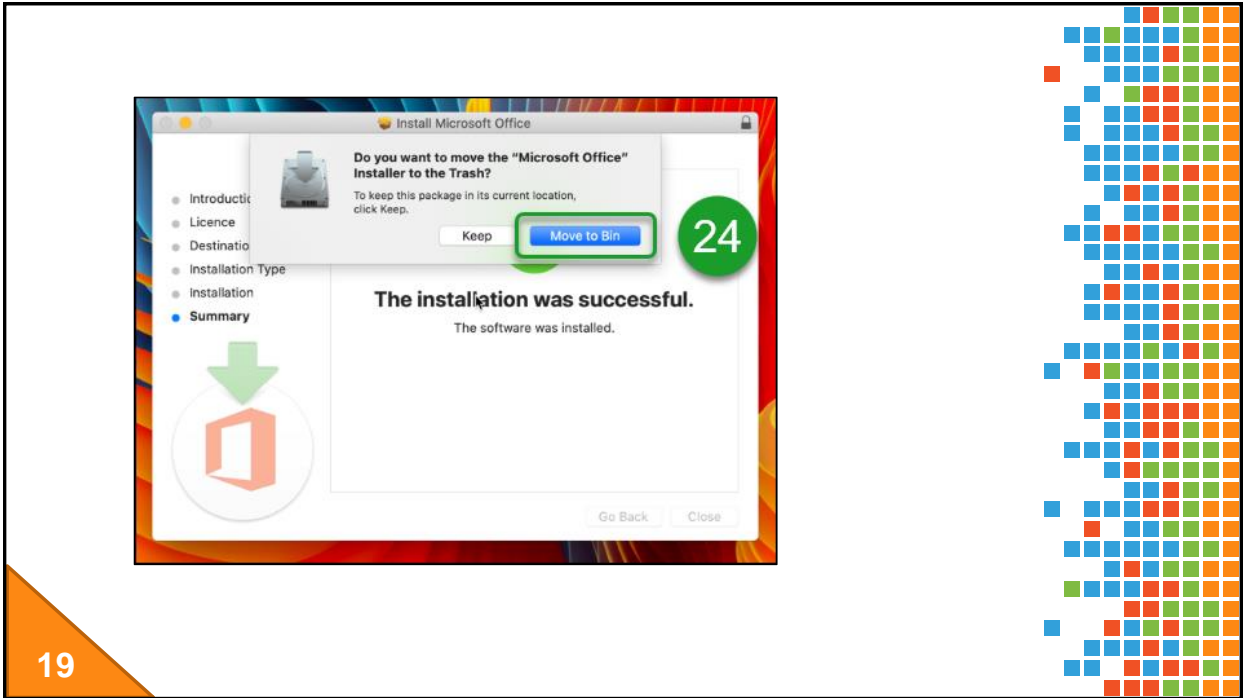 Install Microsoft Office
Do you want to move the "Microsoft Office"
Installer to the Trash?
To keep this package in its current location,
click Keep.
Keep
Move to Bin
24
Introductic
Licence
Destinatio
Installation Type
Installation
Summary
The installation was successful.
The software was installed.
Go Back
Close
19